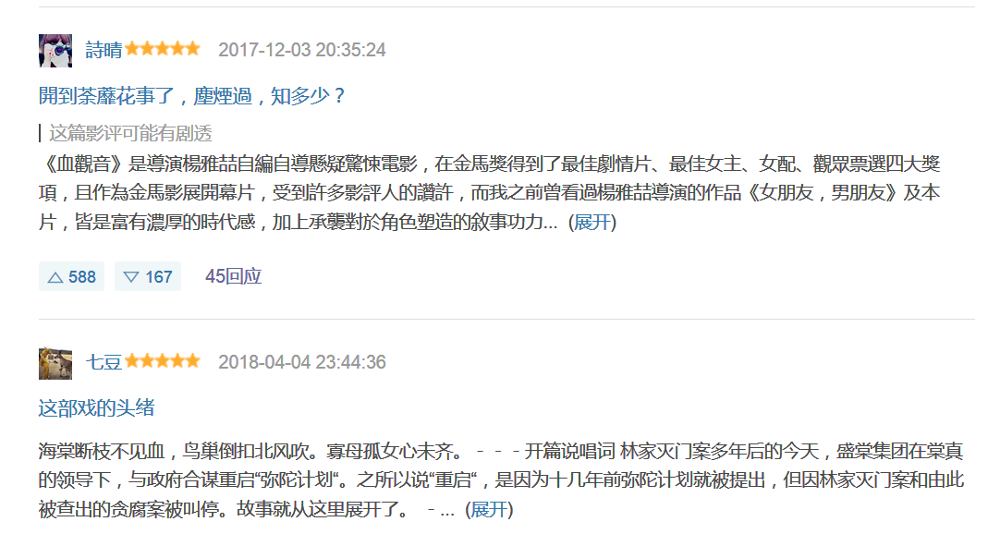 詩晴 2017-12-03 20:35:24
開到荼蘼花事了，塵煙過，知多少？
这篇影评可能有剧透
《血觀音》是導演楊雅喆自編自導懸疑驚悚電影，在金馬獎得到了最佳劇情片、最佳女主、女配、觀眾票選四大獎
項，且作為金馬影展開幕片，受到許多影評人的讚許，而我之前曾看過楊雅喆導演的作品《女朋友，男朋友》及本
片，皆是富有濃厚的時代感，加上承襲對於角色塑造的敘事功力... (展开)
588 167 45回应
七豆 2018-04-04 23:44:36
这部戏的头绪
海棠断枝不见血，鸟巢倒扣北风吹。寡母孤女心未齐。 - - - 开篇说唱词 林家灭门案多年后的今天，盛棠集团在棠真
的领导下，与政府合谋重启“弥陀计划“。之所以说“重启“，是因为十几年前弥陀计划就被提出，但因林家灭门案和由此
被查出的贪腐案被叫停。故事就从这里展开了。 - ... (展开)